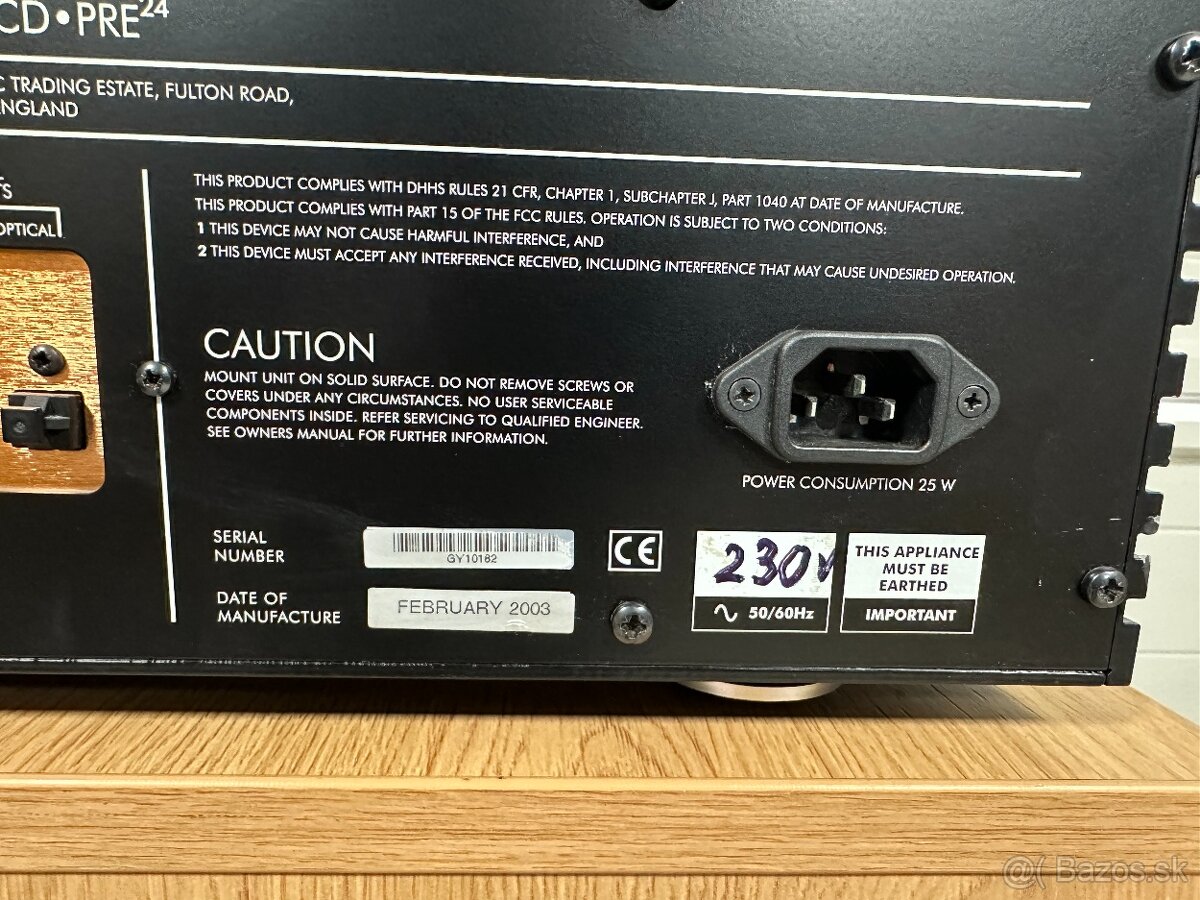 CD•PRE24
C TRADING ESTATE, FULTON ROAD,
ENGLAND
OPTICAL
THIS PRODUCT COMPLIES WITH DHHS RULES 21 CFR, CHAPTER 1, SUBCHAPTER J, PART 1040 AT DATE OF MANUFACTURE.
THIS PRODUCT COMPLIES WITH PART 15 OF THE FCC RULES. OPERATION IS SUBJECT TO TWO CONDITIONS:
1 THIS DEVICE MAY NOT CAUSE HARMFUL INTERFERENCE, AND
2 THIS DEVICE MUST ACCEPT ANY INTERFERENCE RECEIVED, INCLUDING INTERFERENCE THAT MAY CAUSE UNDESIRED OPERATION.
CAUTION
MOUNT UNIT ON SOLID SURFACE. DO NOT REMOVE SCREWS OR
COVERS UNDER ANY CIRCUMSTANCES. NO USER SERVICEABLE
COMPONENTS INSIDE. REFER SERVICING TO QUALIFIED ENGINEER.
SEE OWNERS MANUAL FOR FURTHER INFORMATION.
POWER CONSUMPTION 25 W
SERIAL
NUMBER
GY10162
DATE OF
MANUFACTURE
FEBRUARY 2003
CE
230V
50/60Hz
THIS APPLIANCE
MUST BE
EARTHED
IMPORTANT
@( Bazos.sk